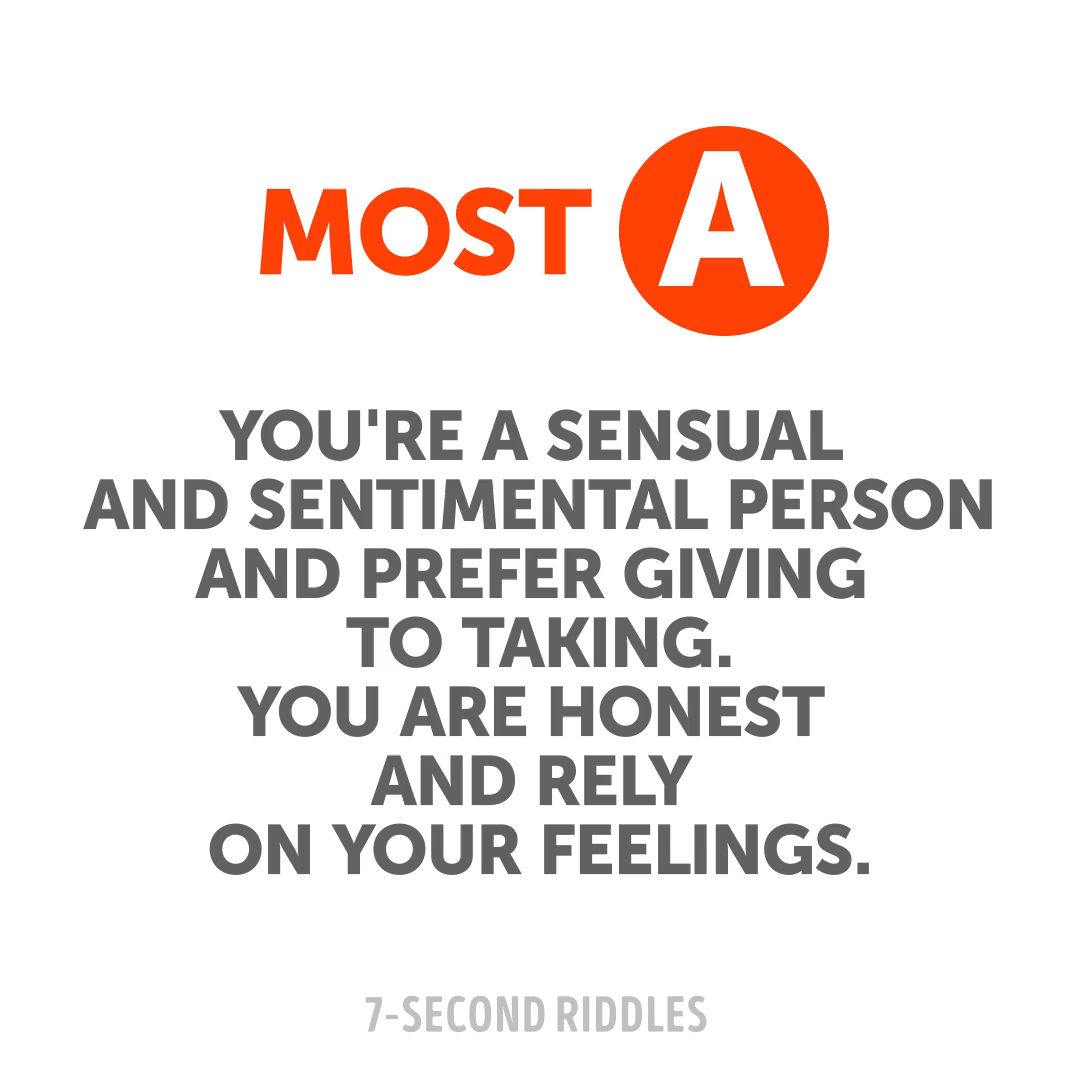 MOST A
YOU'RE A SENSUAL
AND SENTIMENTAL PERSON
AND PREFER GIVING
TO TAKING.
YOU ARE HONEST
AND RELY
ON YOUR FEELINGS.
7-SECOND RIDDLES